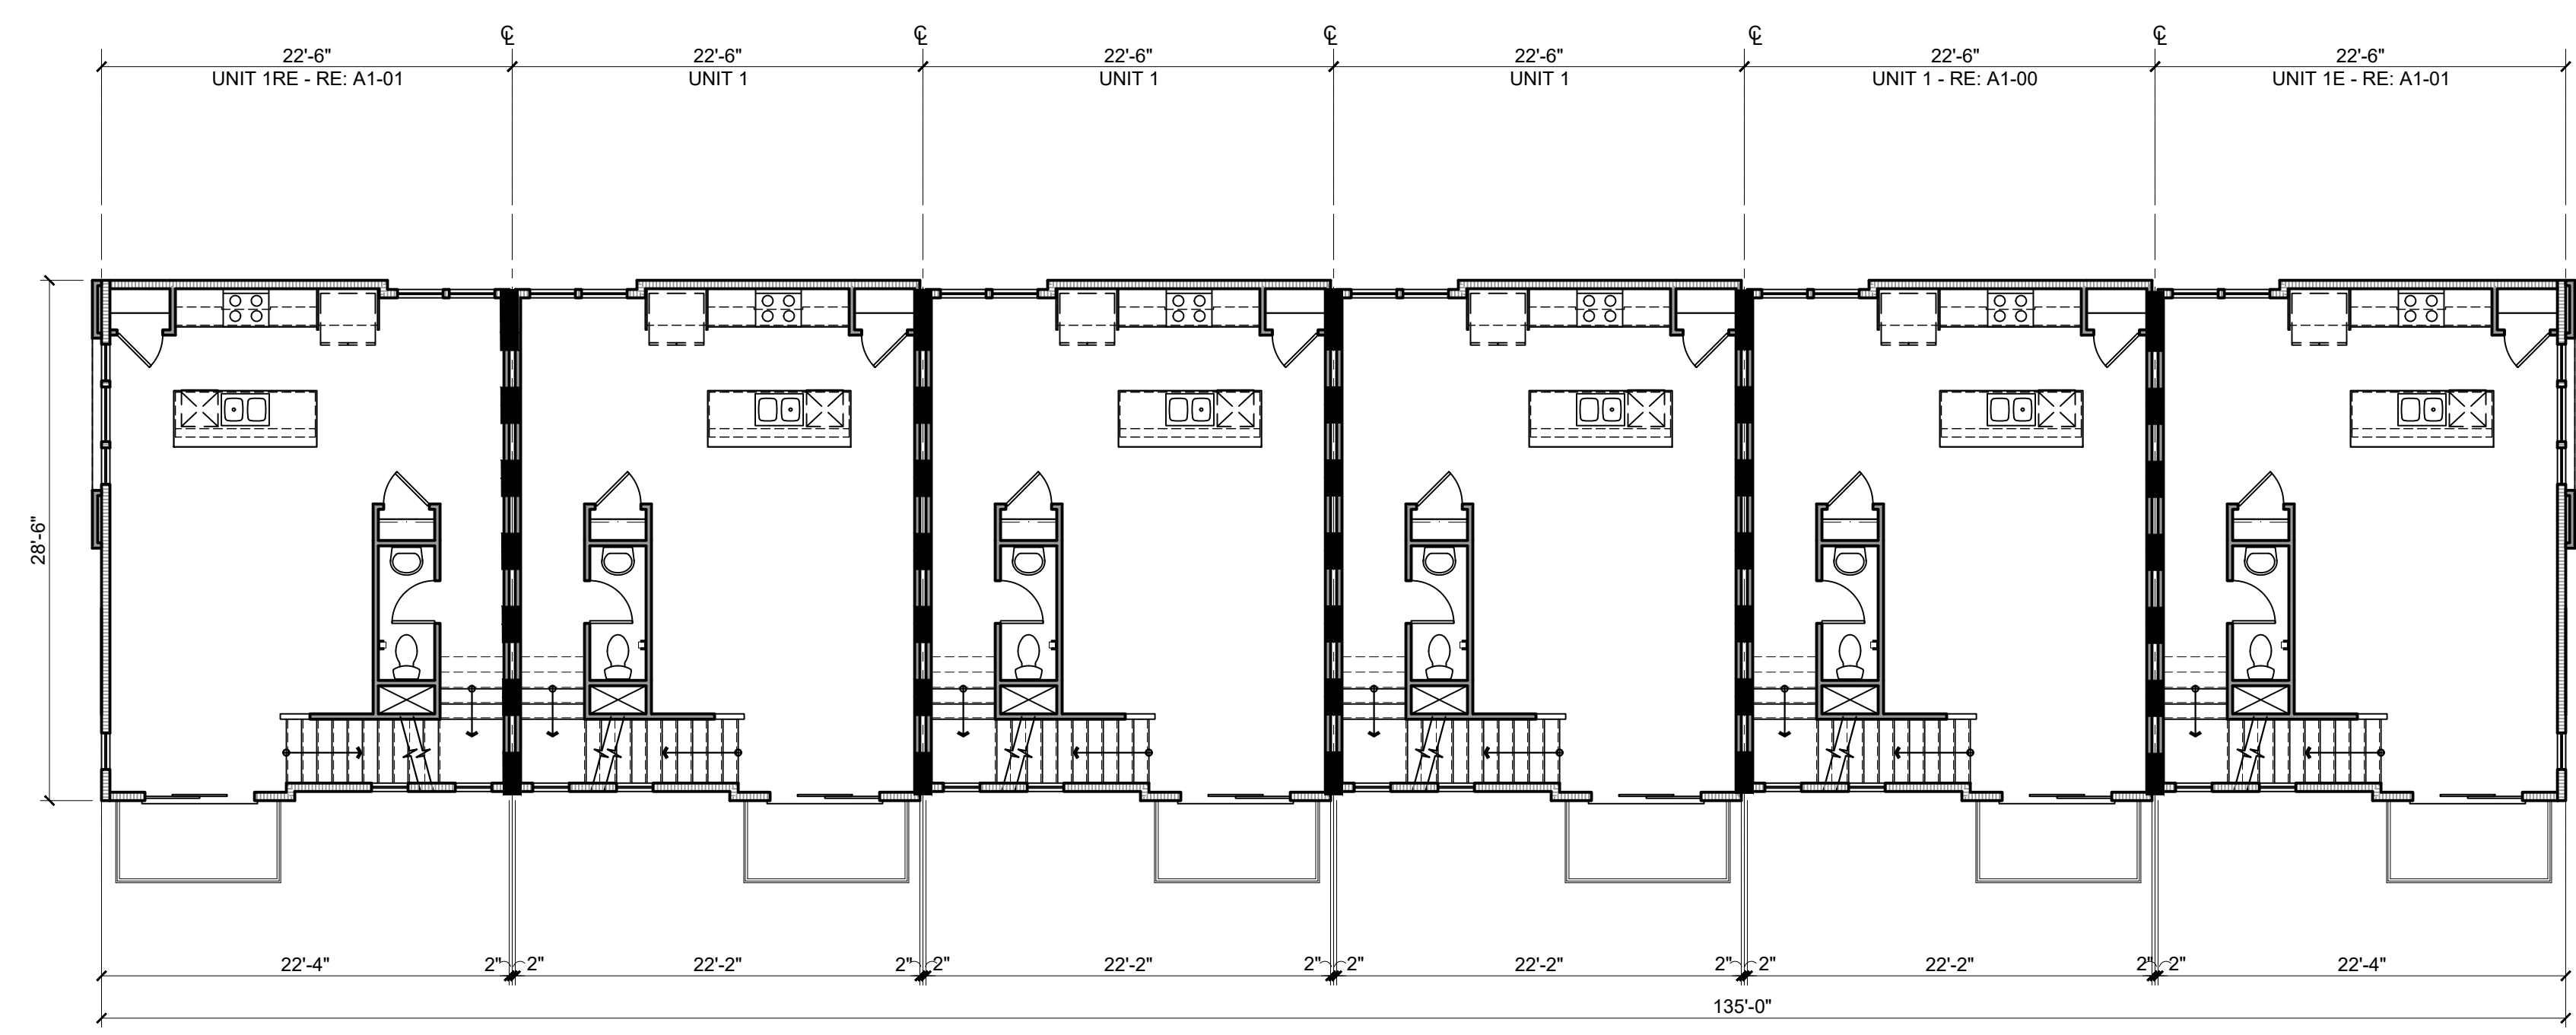 ℄ ℄ ℄ ℄ ℄
22'-6" 22'-6" 22'-6" 22'-6" 22'-6" 22'-6"
UNIT 1RE - RE: A1-01 UNIT 1 UNIT 1 UNIT 1 UNIT 1 - RE: A1-00 UNIT 1E - RE: A1-01
28'-6"
22'-4" 2" 2" 22'-2" 2" 2" 22'-2" 2" 2" 22'-2" 2" 2" 22'-2" 2" 2" 22'-4"
135'-0"